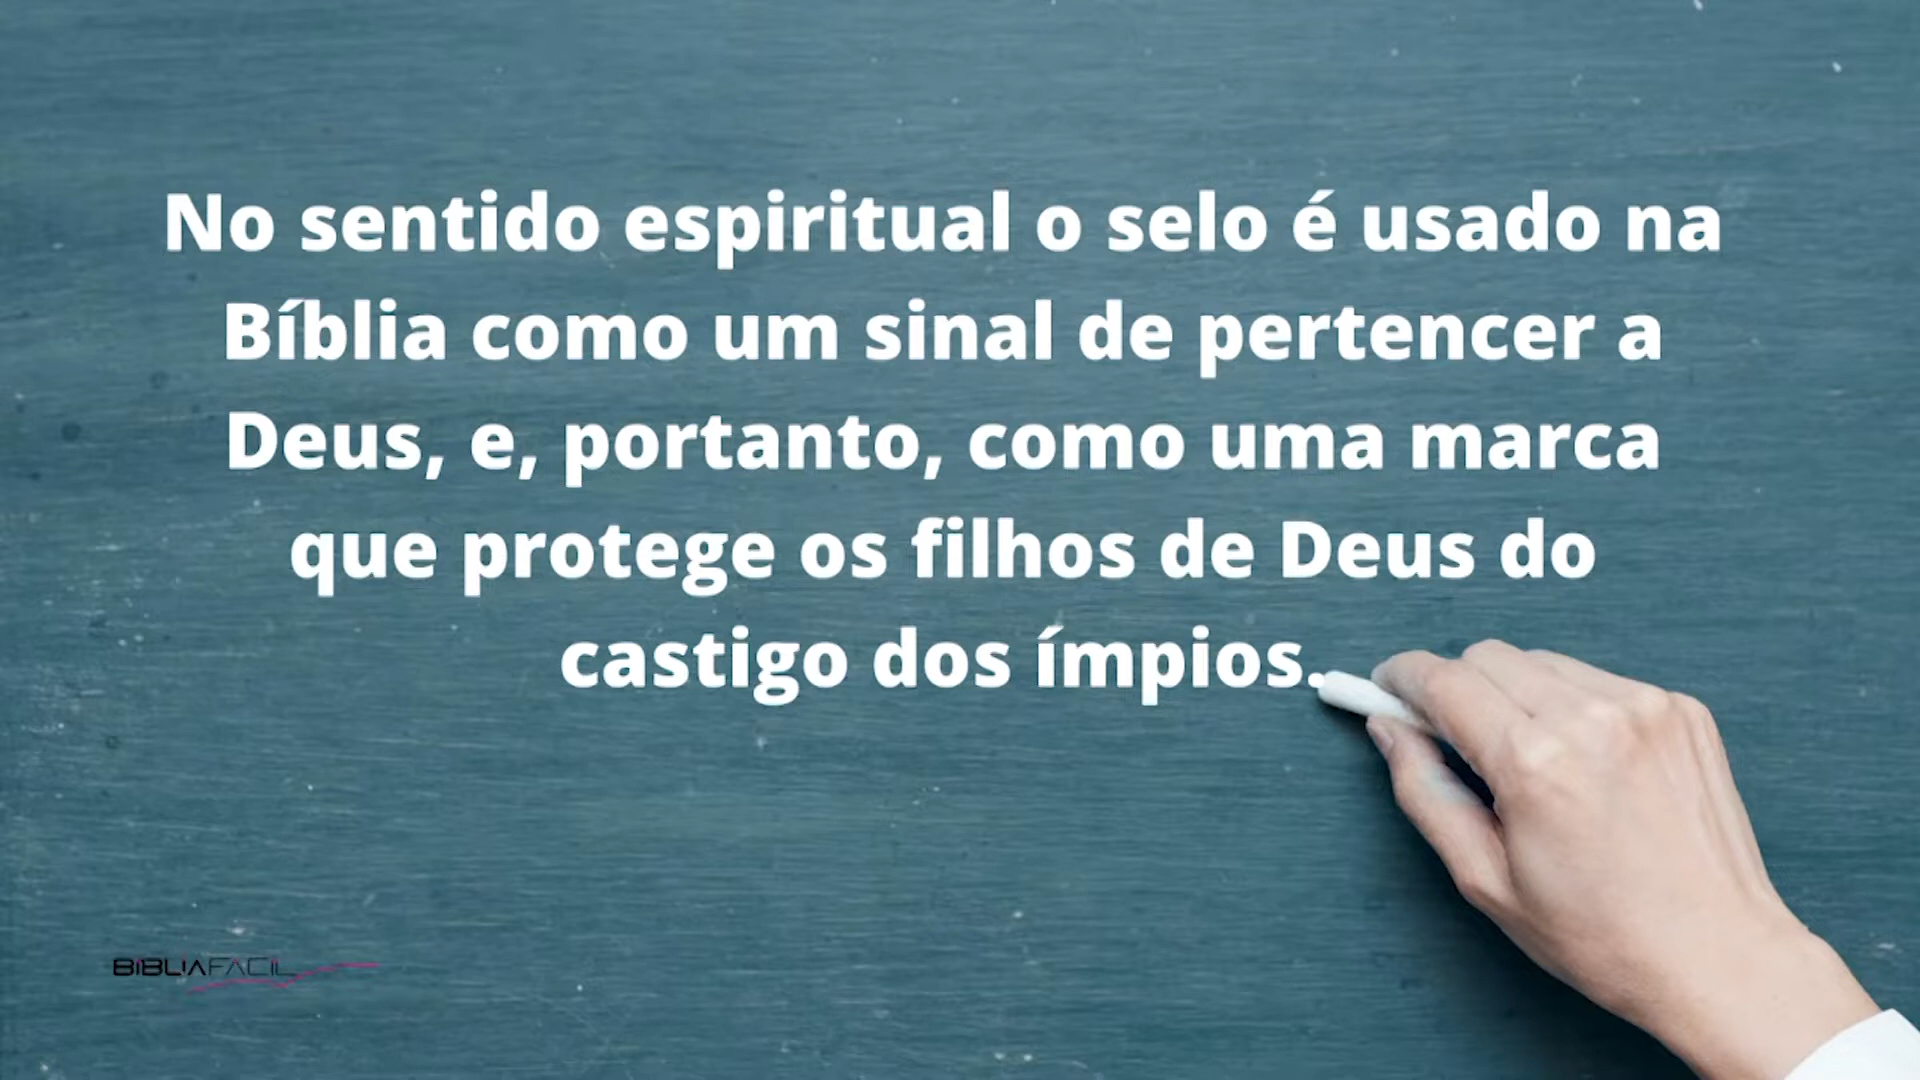 No sentido espiritual o selo é usado na
Bíblia como um sinal de pertencer a
Deus, e, portanto, como uma marca
que protege os filhos de Deus do
castigo dos ímpios.
BIBLIAFACIL